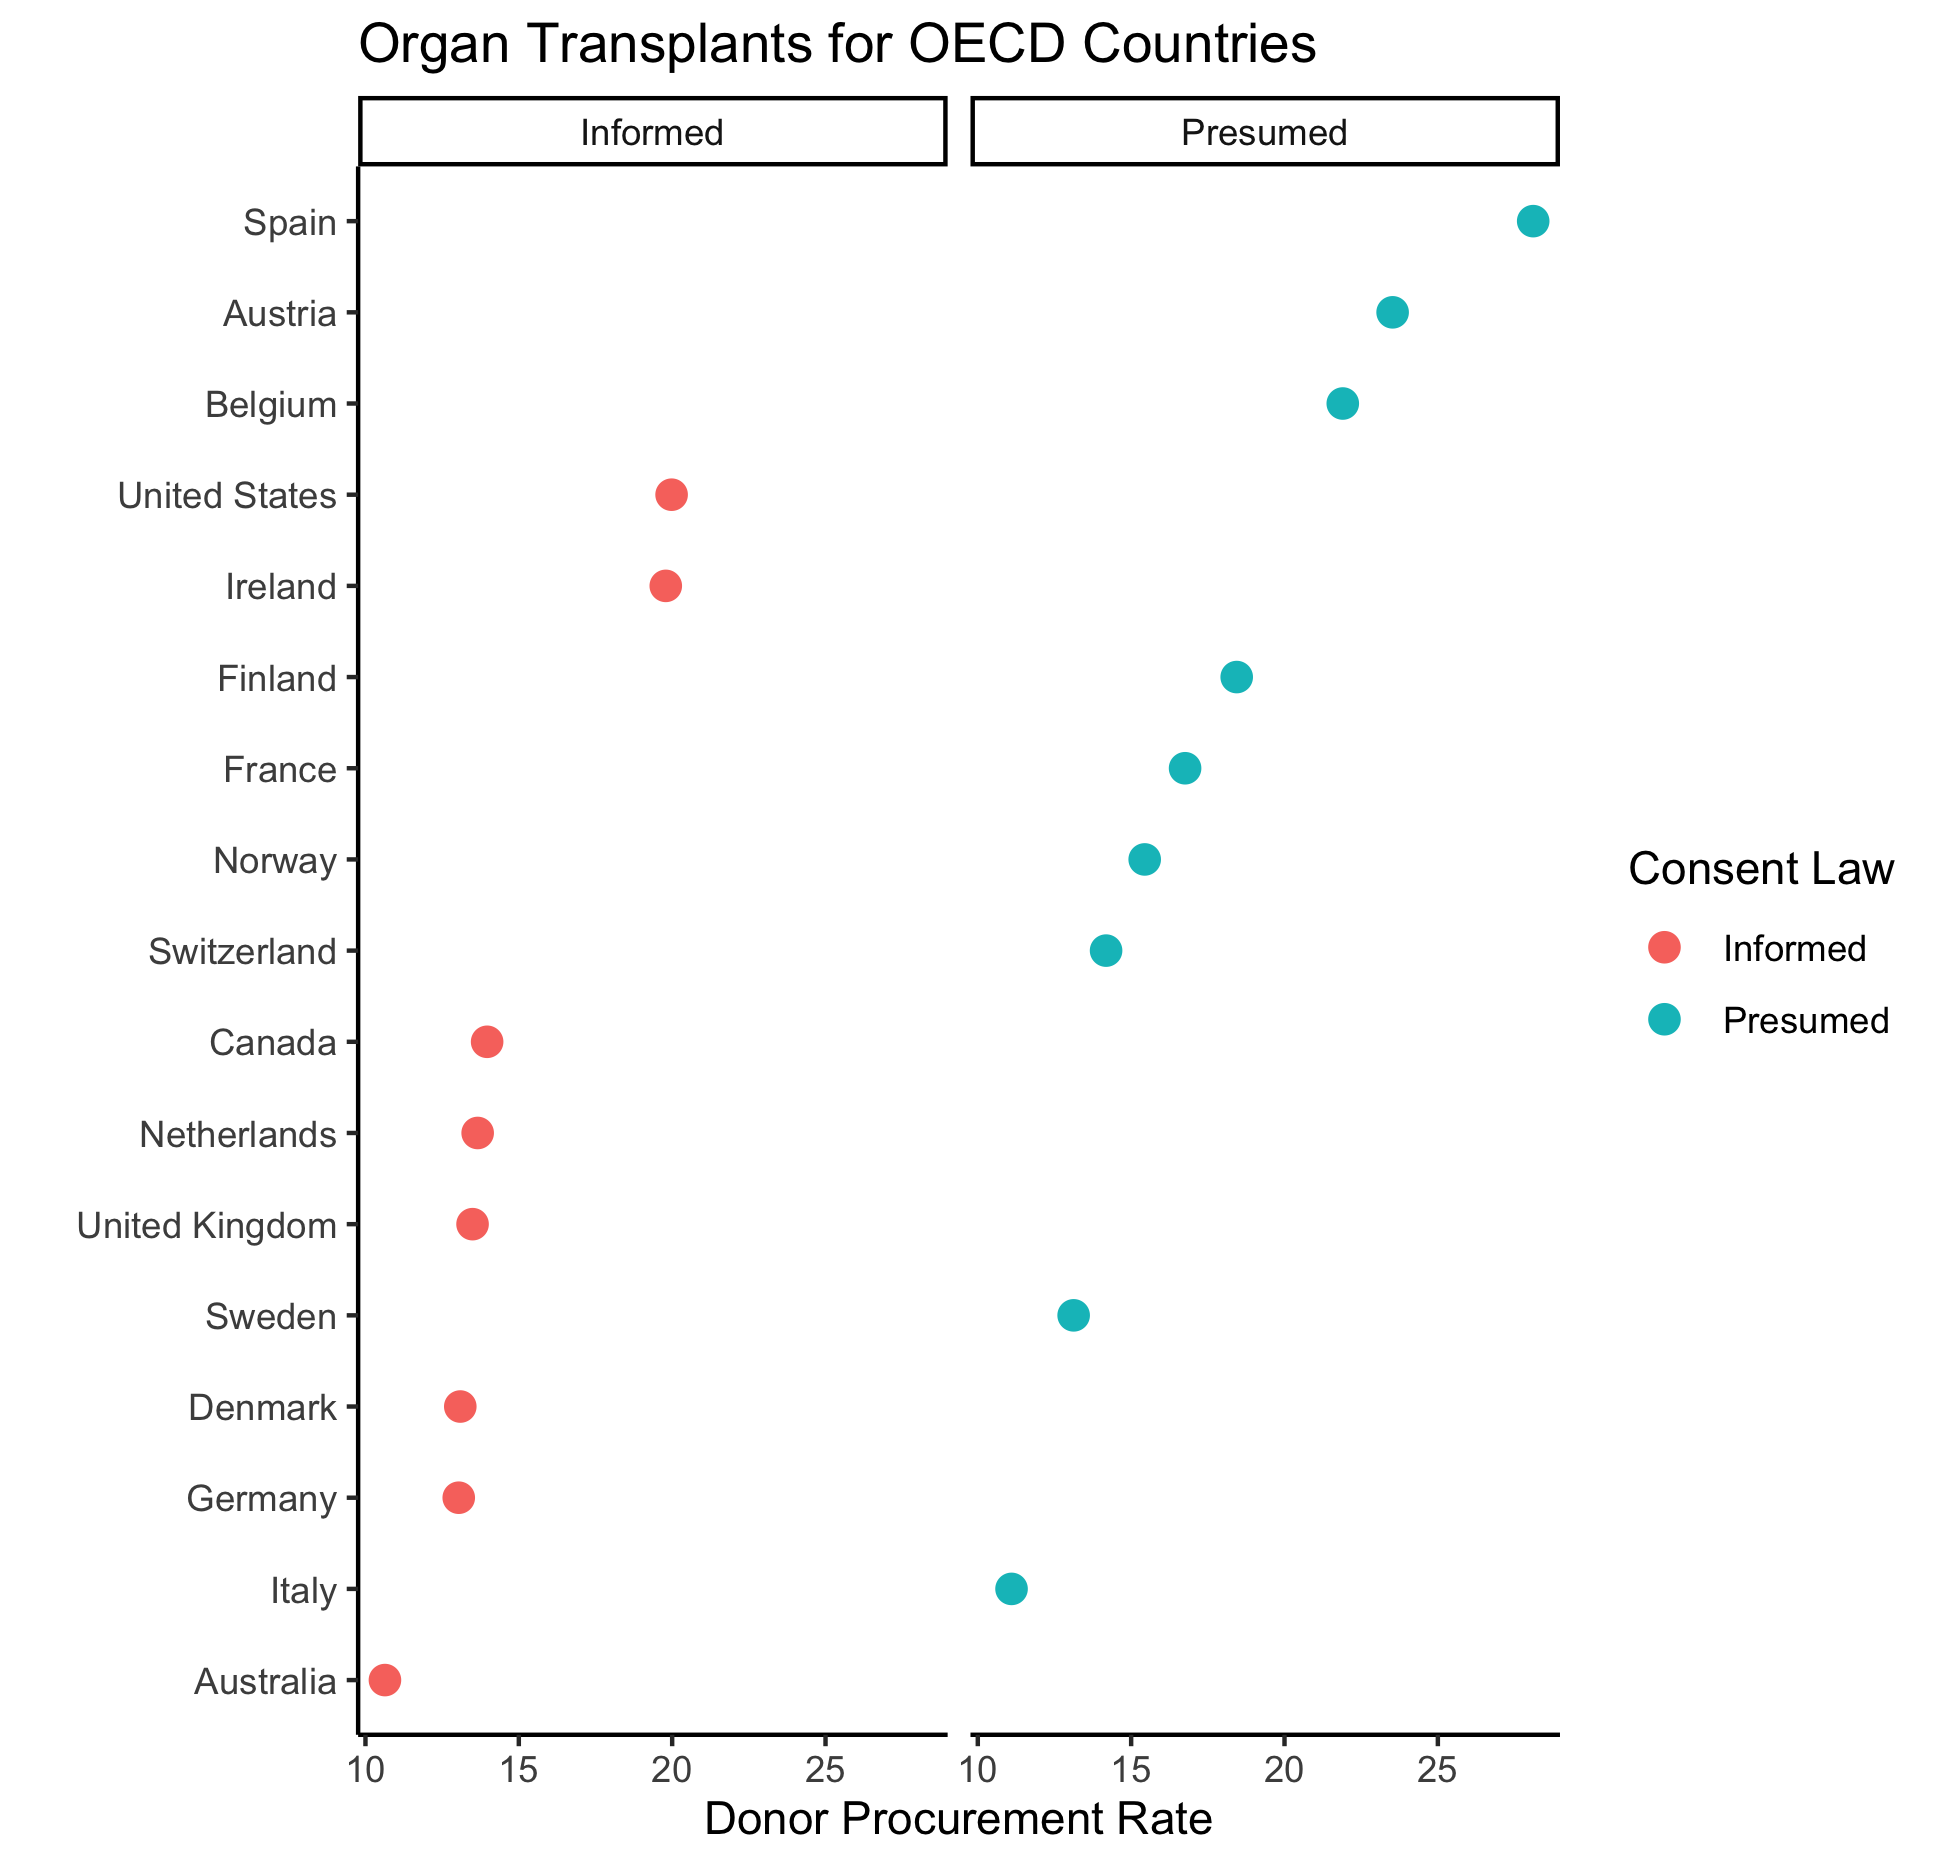 Organ Transplants for OECD Countries
Informed
Presumed
Spain
Austria
Belgium
United States
Ireland
Finland
France
Norway
Switzerland
Canada
Netherlands
United Kingdom
Sweden
Denmark
Germany
Italy
Australia
10 15 20 25 10 15 20 25
Donor Procurement Rate
Consent Law
Informed
Presumed